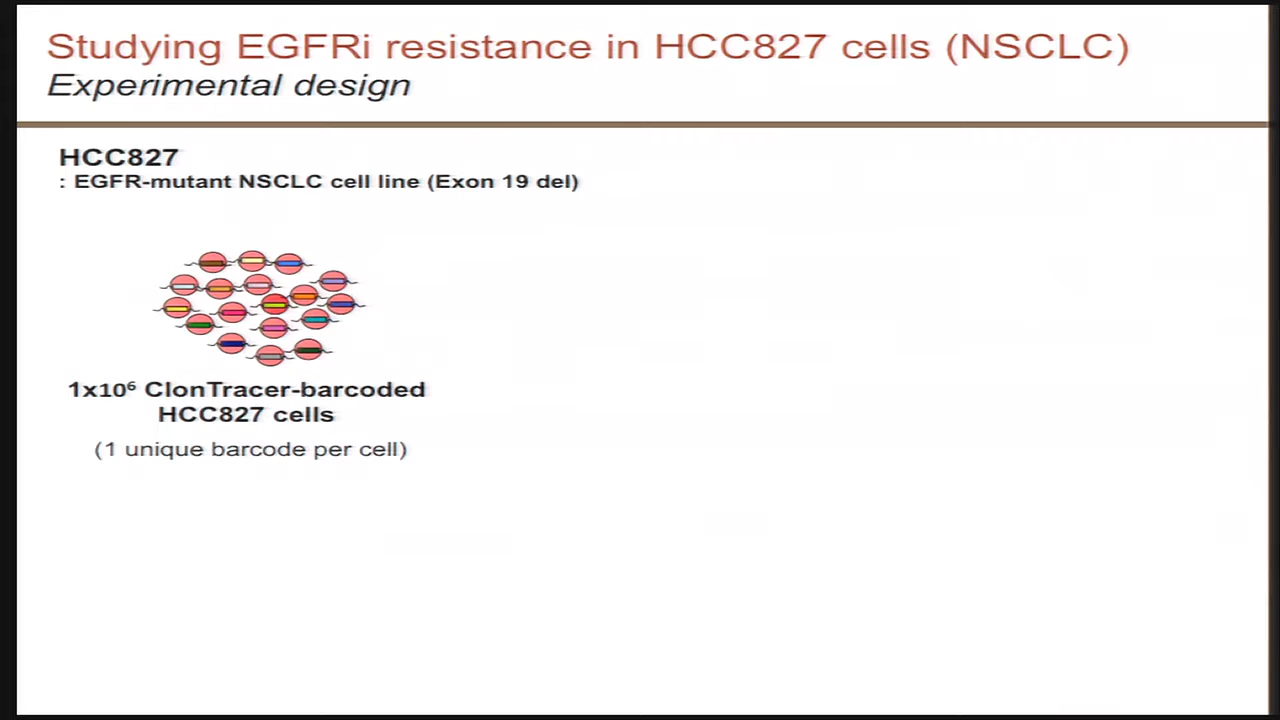 Studying EGFRi resistance in HCC827 cells (NSCLC)
Experimental design
HCC827
: EGFR-mutant NSCLC cell line (Exon 19 del)
1x10⁶ ClonTracer-barcoded
HCC827 cells
(1 unique barcode per cell)